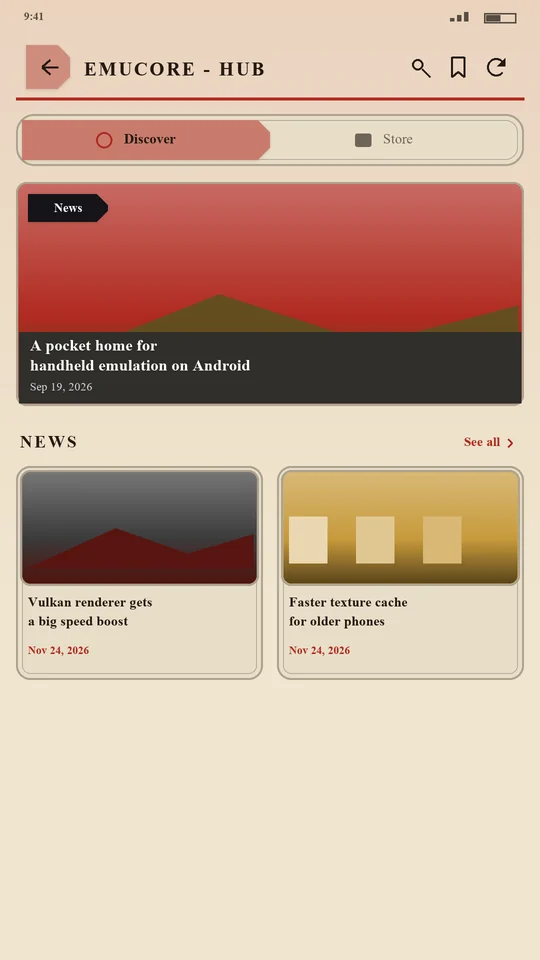 9:41
EMUCORE - HUB
Discover
Store
News
A pocket home for
handheld emulation on Android
Sep 19, 2026
NEWS
See all
Vulkan renderer gets
a big speed boost
Nov 24, 2026
Faster texture cache
for older phones
Nov 24, 2026